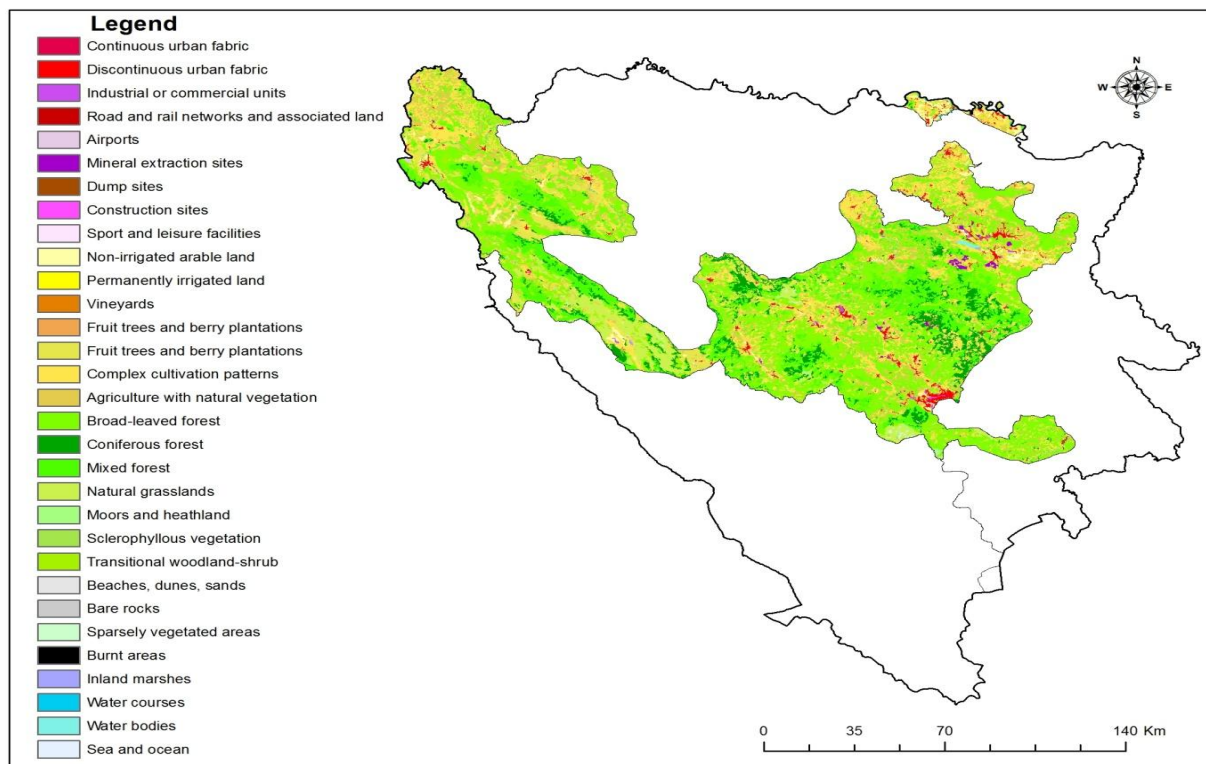 Legend
Continuous urban fabric
Discontinuous urban fabric
Industrial or commercial units
Road and rail networks and associated land
Airports
Mineral extraction sites
Dump sites
Construction sites
Sport and leisure facilities
Non-irrigated arable land
Permanently irrigated land
Vineyards
Fruit trees and berry plantations
Fruit trees and berry plantations
Complex cultivation patterns
Agriculture with natural vegetation
Broad-leaved forest
Coniferous forest
Mixed forest
Natural grasslands
Moors and heathland
Sclerophyllous vegetation
Transitional woodland-shrub
Beaches, dunes, sands
Bare rocks
Sparsely vegetated areas
Burnt areas
Inland marshes
Water courses
Water bodies
Sea and ocean
N
W E
S
0 35 70 140 Km